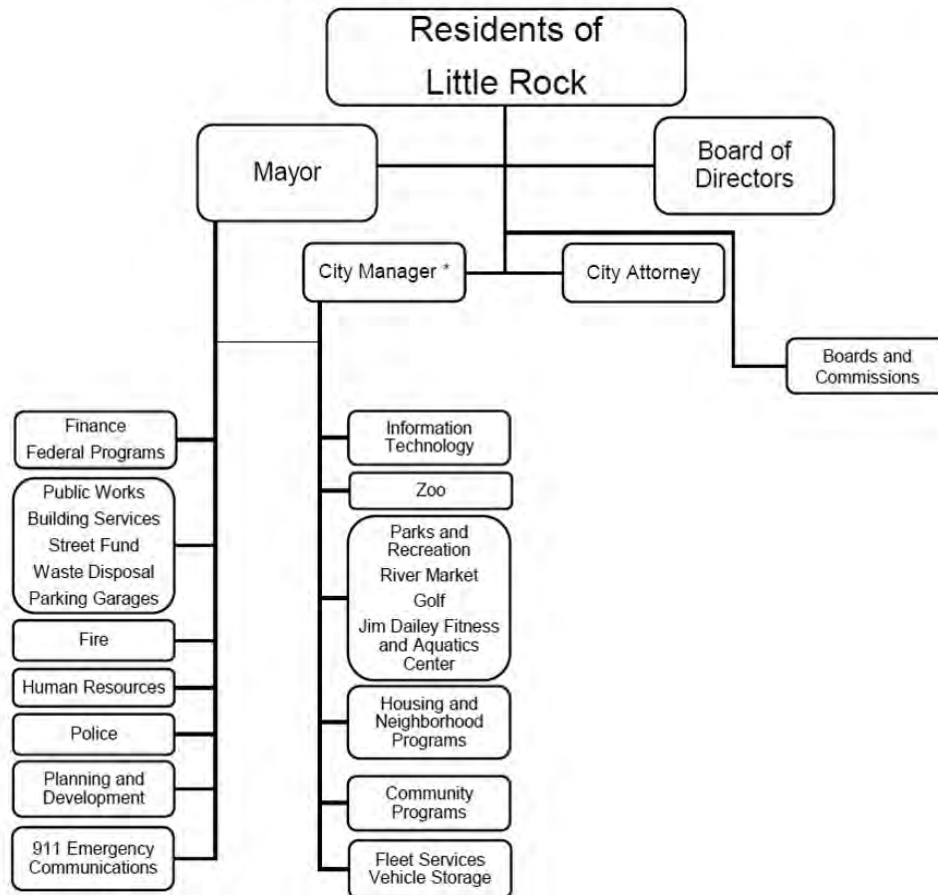 Residents of
Little Rock
Mayor
Board of
Directors
City Manager *
City Attorney
Boards and
Commissions
Finance
Federal Programs
Public Works
Building Services
Street Fund
Waste Disposal
Parking Garages
Fire
Human Resources
Police
Planning and
Development
911 Emergency
Communications
Information
Technology
Zoo
Parks and
Recreation
River Market
Golf
Jim Dailey Fitness
and Aquatics
Center
Housing and
Neighborhood
Programs
Community
Programs
Fleet Services
Vehicle Storage